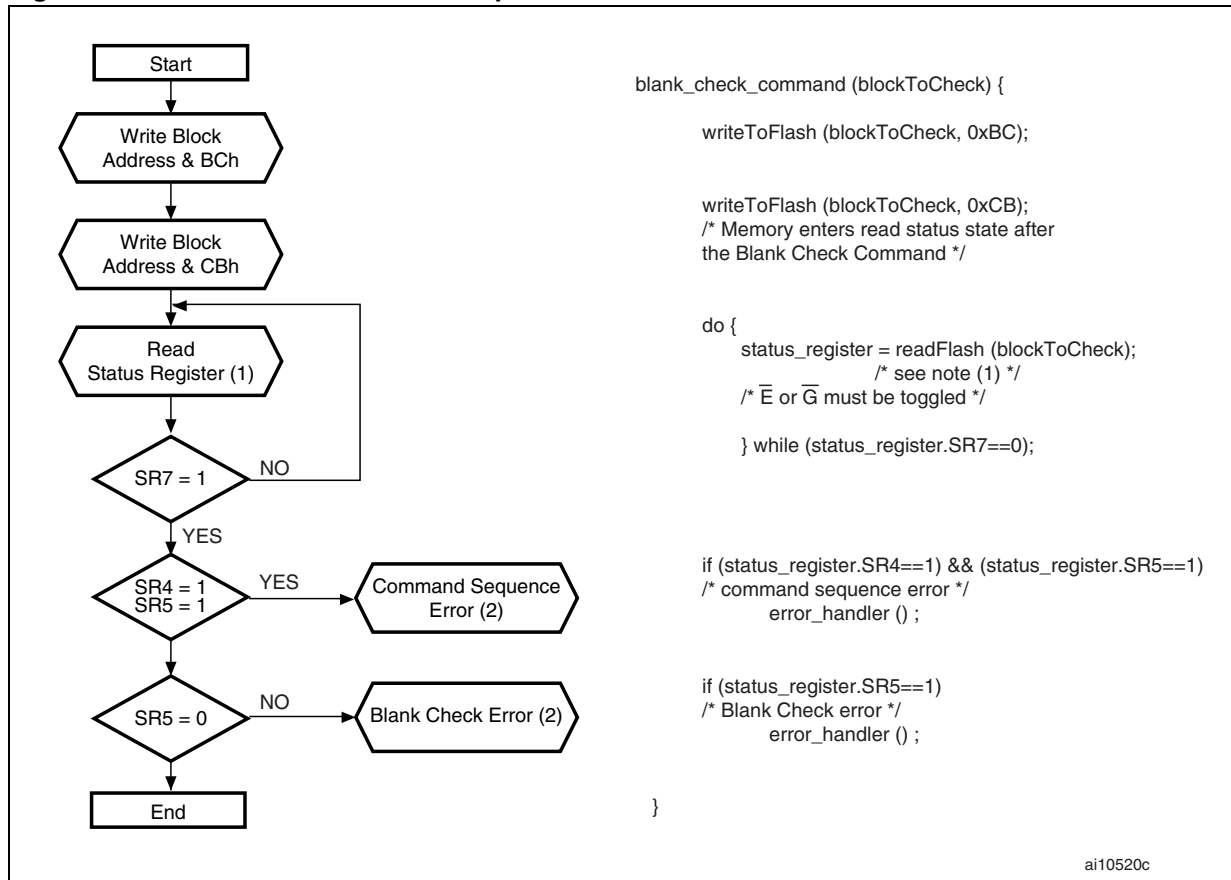 Start
Write Block
Address & BCh
Write Block
Address & CBh
Read
Status Register (1)
SR7 = 1
NO
YES
SR4 = 1
SR5 = 1
YES
Command Sequence
Error (2)
SR5 = 0
NO
Blank Check Error (2)
End
blank_check_command (blockToCheck) {
writeToFlash (blockToCheck, 0xBC);
writeToFlash (blockToCheck, 0xCB);
/* Memory enters read status state after
the Blank Check Command */
do {
status_register = readFlash (blockToCheck);
/* see note (1) */
/* E̅ or G̅ must be toggled */
} while (status_register.SR7==0);
if (status_register.SR4==1) && (status_register.SR5==1)
/* command sequence error */
error_handler () ;
if (status_register.SR5==1)
/* Blank Check error */
error_handler () ;
}
ai10520c